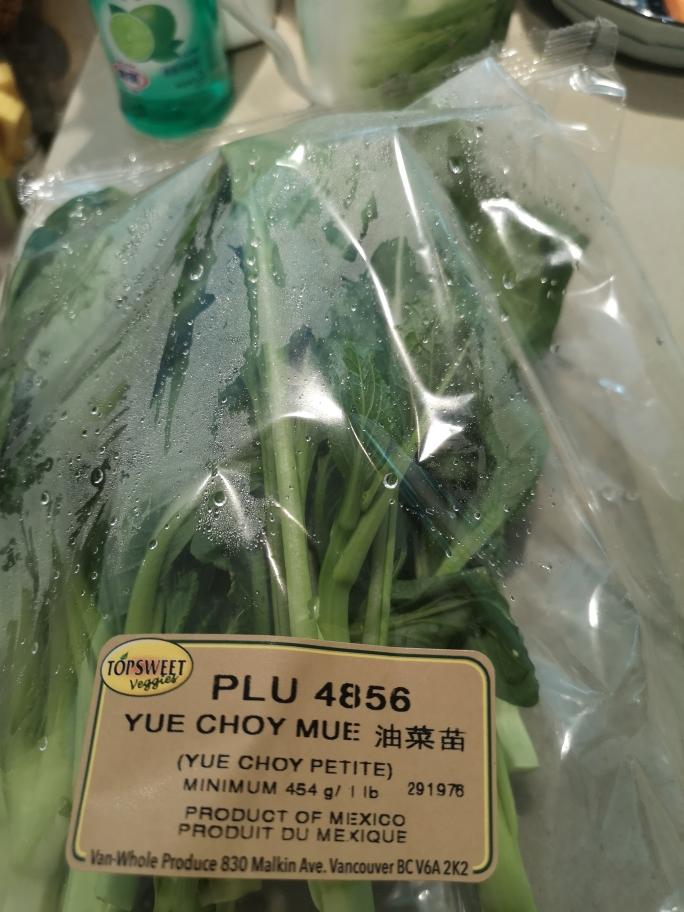 TOPSWEET
Veggies
PLU 4856
YUE CHOY MUE 油菜苗
(YUE CHOY PETITE)
MINIMUM 454 g/ 1 lb 291976
PRODUCT OF MEXICO
PRODUIT DU MEXIQUE
Van-Whole Produce 830 Malkin Ave. Vancouver BC V6A 2K2